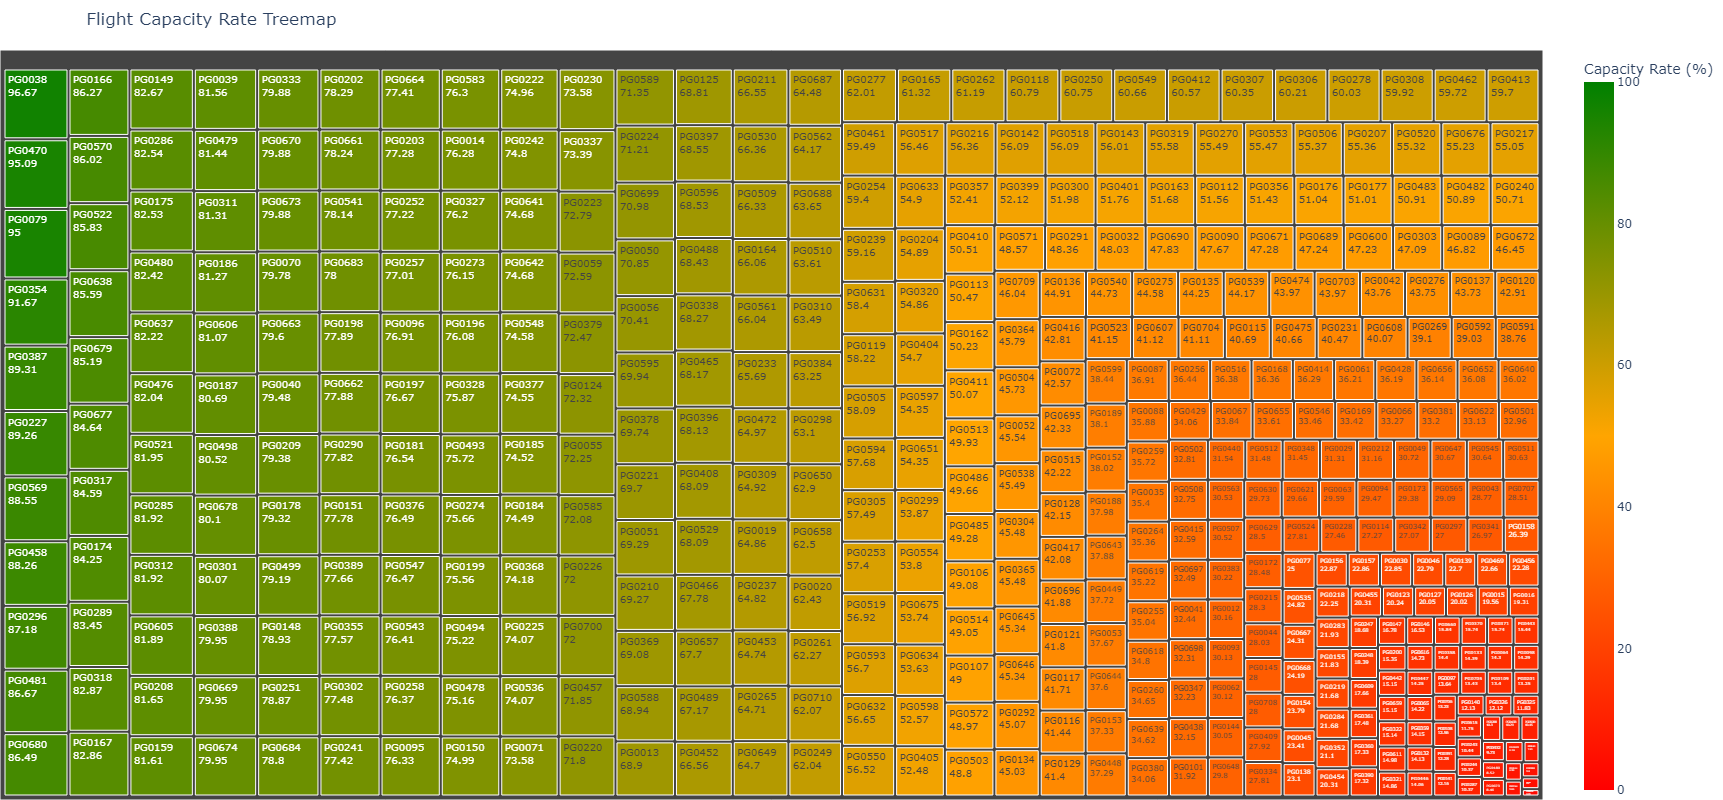 Flight Capacity Rate Treemap
PG0038
96.67
PG0470
95.09
PG0079
95
PG0354
91.67
PG0387
89.31
PG0227
89.26
PG0569
88.55
PG0458
88.26
PG0296
87.18
PG0481
86.67
PG0680
86.49
PG0166
86.27
PG0570
86.02
PG0522
85.83
PG0638
85.59
PG0679
85.19
PG0677
84.64
PG0317
84.59
PG0174
84.25
PG0289
83.45
PG0318
82.87
PG0167
82.86
PG0149
82.67
PG0286
82.54
PG0175
82.53
PG0480
82.42
PG0637
82.22
PG0476
82.04
PG0521
81.95
PG0285
81.92
PG0312
81.92
PG0605
81.89
PG0208
81.65
PG0159
81.61
PG0039
81.56
PG0479
81.44
PG0311
81.31
PG0186
81.27
PG0606
81.07
PG0187
80.69
PG0498
80.52
PG0678
80.1
PG0301
80.07
PG0388
79.95
PG0669
79.95
PG0674
79.95
PG0333
79.88
PG0670
79.88
PG0673
79.88
PG0070
79.78
PG0663
79.6
PG0040
79.48
PG0209
79.38
PG0178
79.32
PG0499
79.19
PG0148
78.93
PG0251
78.87
PG0684
78.8
PG0202
78.29
PG0661
78.24
PG0541
78.14
PG0683
78
PG0198
77.89
PG0662
77.88
PG0290
77.82
PG0151
77.78
PG0389
77.66
PG0355
77.57
PG0302
77.48
PG0241
77.42
PG0664
77.41
PG0203
77.28
PG0252
77.22
PG0257
77.01
PG0096
76.91
PG0197
76.67
PG0181
76.54
PG0376
76.49
PG0547
76.47
PG0543
76.41
PG0258
76.37
PG0095
76.33
PG0583
76.3
PG0014
76.28
PG0327
76.2
PG0273
76.15
PG0196
76.08
PG0328
75.87
PG0493
75.72
PG0274
75.66
PG0199
75.56
PG0494
75.22
PG0478
75.16
PG0150
74.99
PG0222
74.96
PG0242
74.8
PG0641
74.68
PG0642
74.68
PG0548
74.58
PG0377
74.55
PG0185
74.52
PG0184
74.49
PG0368
74.18
PG0225
74.07
PG0536
74.07
PG0071
73.58
PG0230
73.58
PG0337
73.39
PG0223
72.79
PG0059
72.59
PG0379
72.47
PG0124
72.32
PG0055
72.25
PG0585
72.08
PG0226
72
PG0700
72
PG0457
71.85
PG0220
71.8
PG0589
71.35
PG0224
71.21
PG0699
70.98
PG0050
70.85
PG0056
70.41
PG0595
69.94
PG0378
69.74
PG0221
69.7
PG0051
69.29
PG0210
69.27
PG0369
69.08
PG0588
68.94
PG0013
68.9
PG0125
68.81
PG0397
68.55
PG0596
68.53
PG0488
68.43
PG0338
68.27
PG0465
68.17
PG0396
68.13
PG0408
68.09
PG0529
68.09
PG0466
67.78
PG0657
67.7
PG0489
67.17
PG0452
66.56
PG0211
66.55
PG0530
66.36
PG0509
66.33
PG0164
66.06
PG0561
66.04
PG0233
65.69
PG0472
64.97
PG0309
64.92
PG0019
64.86
PG0237
64.82
PG0453
64.74
PG0265
64.71
PG0649
64.7
PG0687
64.48
PG0562
64.17
PG0688
63.65
PG0510
63.61
PG0310
63.49
PG0384
63.25
PG0298
63.1
PG0650
62.9
PG0658
62.5
PG0020
62.43
PG0261
62.27
PG0710
62.07
PG0249
62.04
PG0277
62.01
PG0165
61.32
PG0262
61.19
PG0118
60.79
PG0250
60.75
PG0549
60.66
PG0412
60.57
PG0307
60.35
PG0306
60.21
PG0278
60.03
PG0308
59.92
PG0462
59.72
PG0413
59.7
PG0461
59.49
PG0254
59.4
PG0239
59.16
PG0631
58.4
PG0119
58.22
PG0505
58.09
PG0594
57.68
PG0305
57.49
PG0253
57.4
PG0519
56.92
PG0593
56.7
PG0632
56.65
PG0550
56.52
PG0517
56.46
PG0216
56.36
PG0142
56.09
PG0518
56.09
PG0143
56.01
PG0319
55.58
PG0270
55.49
PG0553
55.47
PG0506
55.37
PG0207
55.36
PG0520
55.32
PG0676
55.23
PG0217
55.05
PG0633
54.9
PG0204
54.89
PG0320
54.86
PG0404
54.7
PG0597
54.35
PG0651
54.35
PG0299
53.87
PG0554
53.8
PG0675
53.74
PG0634
53.63
PG0598
52.57
PG0405
52.48
PG0357
52.41
PG0399
52.12
PG0300
51.98
PG0401
51.76
PG0163
51.68
PG0112
51.56
PG0356
51.43
PG0176
51.04
PG0177
51.01
PG0483
50.91
PG0482
50.89
PG0240
50.71
PG0410
50.51
PG0113
50.47
PG0162
50.23
PG0411
50.07
PG0513
49.93
PG0486
49.66
PG0485
49.28
PG0106
49.08
PG0514
49.05
PG0107
49
PG0572
48.97
PG0503
48.8
PG0571
48.57
PG0291
48.36
PG0032
48.03
PG0690
47.83
PG0090
47.67
PG0671
47.28
PG0689
47.24
PG0600
47.23
PG0303
47.09
PG0089
46.82
PG0672
46.45
PG0709
46.04
PG0364
45.79
PG0504
45.73
PG0052
45.54
PG0538
45.49
PG0304
45.48
PG0365
45.48
PG0645
45.34
PG0646
45.34
PG0292
45.07
PG0134
45.03
PG0136
44.91
PG0540
44.73
PG0275
44.58
PG0135
44.25
PG0539
44.17
PG0474
43.97
PG0703
43.97
PG0042
43.76
PG0276
43.75
PG0137
43.73
PG0120
42.91
PG0416
42.81
PG0072
42.57
PG0695
42.33
PG0515
42.22
PG0128
42.15
PG0417
42.08
PG0696
41.88
PG0121
41.8
PG0117
41.71
PG0116
41.44
PG0129
41.4
PG0523
41.15
PG0607
41.12
PG0704
41.11
PG0115
40.69
PG0475
40.66
PG0231
40.47
PG0608
40.07
PG0269
39.1
PG0592
39.03
PG0591
38.76
PG0599
38.44
PG0189
38.1
PG0152
38.02
PG0188
37.98
PG0643
37.88
PG0449
37.72
PG0053
37.67
PG0644
37.6
PG0153
37.33
PG0448
37.29
PG0087
36.91
PG0256
36.44
PG0516
36.38
PG0168
36.36
PG0414
36.29
PG0061
36.21
PG0428
36.19
PG0656
36.14
PG0652
36.08
PG0640
36.02
PG0088
35.88
PG0259
35.72
PG0035
35.4
PG0264
35.36
PG0619
35.22
PG0255
35.04
PG0618
34.8
PG0260
34.65
PG0639
34.62
PG0380
34.06
PG0429
34.06
PG0067
33.84
PG0655
33.61
PG0546
33.46
PG0169
33.42
PG0066
33.27
PG0381
33.2
PG0622
33.13
PG0501
32.96
PG0502
32.81
PG0508
32.75
PG0415
32.59
PG0697
32.49
PG0441
32.44
PG0698
32.31
PG0347
32.23
PG0438
32.15
PG0101
31.92
PG0440
31.54
PG0512
31.48
PG0348
31.45
PG0029
31.31
PG0212
31.16
PG0049
30.72
PG0647
30.67
PG0545
30.64
PG0511
30.63
PG0563
30.53
PG0507
30.52
PG0383
30.22
PG0012
30.16
PG0093
30.13
PG0062
30.12
PG0144
30.05
PG0648
29.8
PG0630
29.73
PG0621
29.66
PG0063
29.59
PG0094
29.47
PG0173
29.38
PG0565
29.09
PG0043
28.77
PG0707
28.51
PG0629
28.5
PG0172
28.48
PG0215
28.3
PG0044
28.03
PG0145
28
PG0708
28
PG0409
27.92
PG0334
27.81
PG0524
27.81
PG0228
27.46
PG0114
27.27
PG0342
27.07
PG0297
27
PG0341
26.97
PG0158
26.39
PG0077
25
PG0535
24.82
PG0667
24.31
PG0668
24.19
PG0154
23.79
PG0045
23.41
PG0138
23.1
PG0156
22.87
PG0157
22.86
PG0030
22.85
PG0046
22.79
PG0139
22.7
PG0469
22.66
PG0456
22.28
PG0218
22.25
PG0283
21.93
PG0155
21.83
PG0219
21.68
PG0284
21.68
PG0352
21.1
PG0454
20.31
PG0455
20.31
PG0123
20.24
PG0127
20.05
PG0126
20.02
PG0015
19.56
PG0016
19.31
Capacity Rate (%)
100
80
60
40
20
0